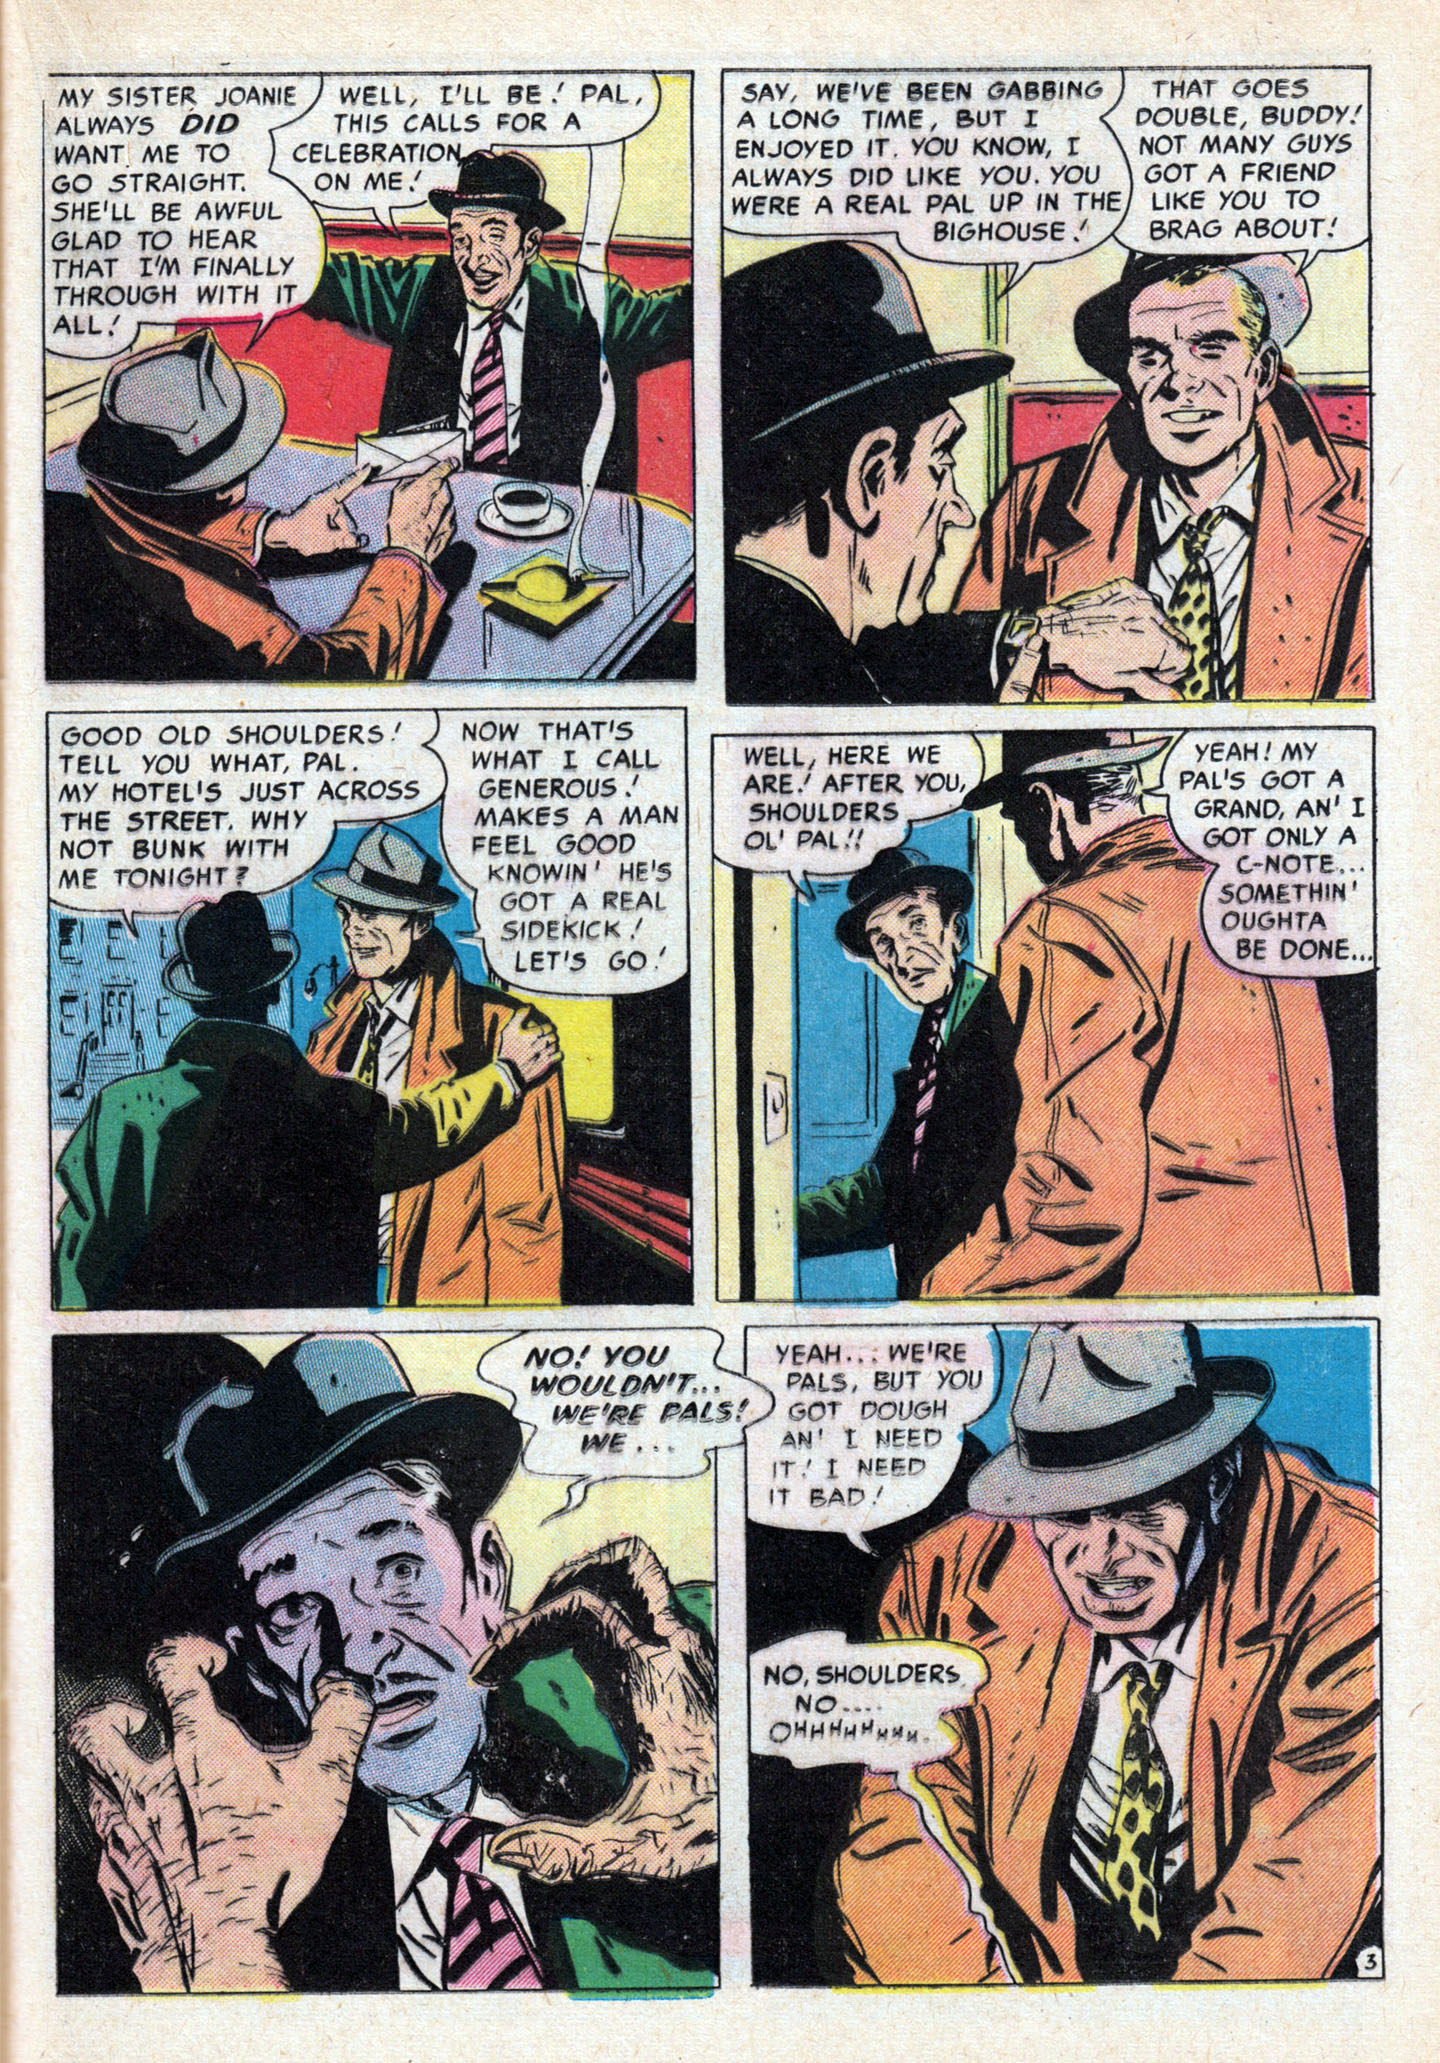 MY SISTER JOANIE
ALWAYS DID
WANT ME TO
GO STRAIGHT.
SHE'LL BE AWFUL
GLAD TO HEAR
THAT I'M FINALLY
THROUGH WITH IT
ALL!
WELL, I'LL BE! PAL,
THIS CALLS FOR A
CELEBRATION
ON ME!
SAY, WE'VE BEEN GABBING
A LONG TIME, BUT I
ENJOYED IT. YOU KNOW, I
ALWAYS DID LIKE YOU. YOU
WERE A REAL PAL UP IN THE
BIGHOUSE!
THAT GOES
DOUBLE, BUDDY!
NOT MANY GUYS
GOT A FRIEND
LIKE YOU TO
BRAG ABOUT!
GOOD OLD SHOULDERS!
TELL YOU WHAT, PAL.
MY HOTEL'S JUST ACROSS
THE STREET. WHY
NOT BUNK WITH
ME TONIGHT?
NOW THAT'S
WHAT I CALL
GENEROUS!
MAKES A MAN
FEEL GOOD
KNOWIN' HE'S
GOT A REAL
SIDEKICK!
LET'S GO!
WELL, HERE WE
ARE! AFTER YOU,
SHOULDERS
OL' PAL!!
YEAH! MY
PAL'S GOT A
GRAND, AN' I
GOT ONLY A
C-NOTE...
SOMETHIN'
OUGHTA
BE DONE...
NO! YOU
WOULDN'T...
WE'RE PALS!
WE...
YEAH... WE'RE
PALS, BUT YOU
GOT DOUGH
AN' I NEED
IT! I NEED
IT BAD!
NO, SHOULDERS
NO....
OHHHHHHHH.
3